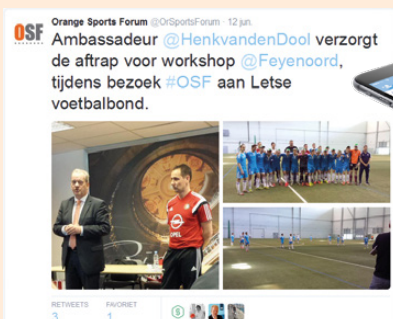 OSF
Orange Sports Forum @OrSportsForum · 12 jun.
Ambassadeur @HenkvandenDool verzorgt
de aftrap voor workshop @Feyenoord,
tijdens bezoek #OSF aan Letse
voetbalbond.
OPEL
RETWEETS FAVORIET
3 1